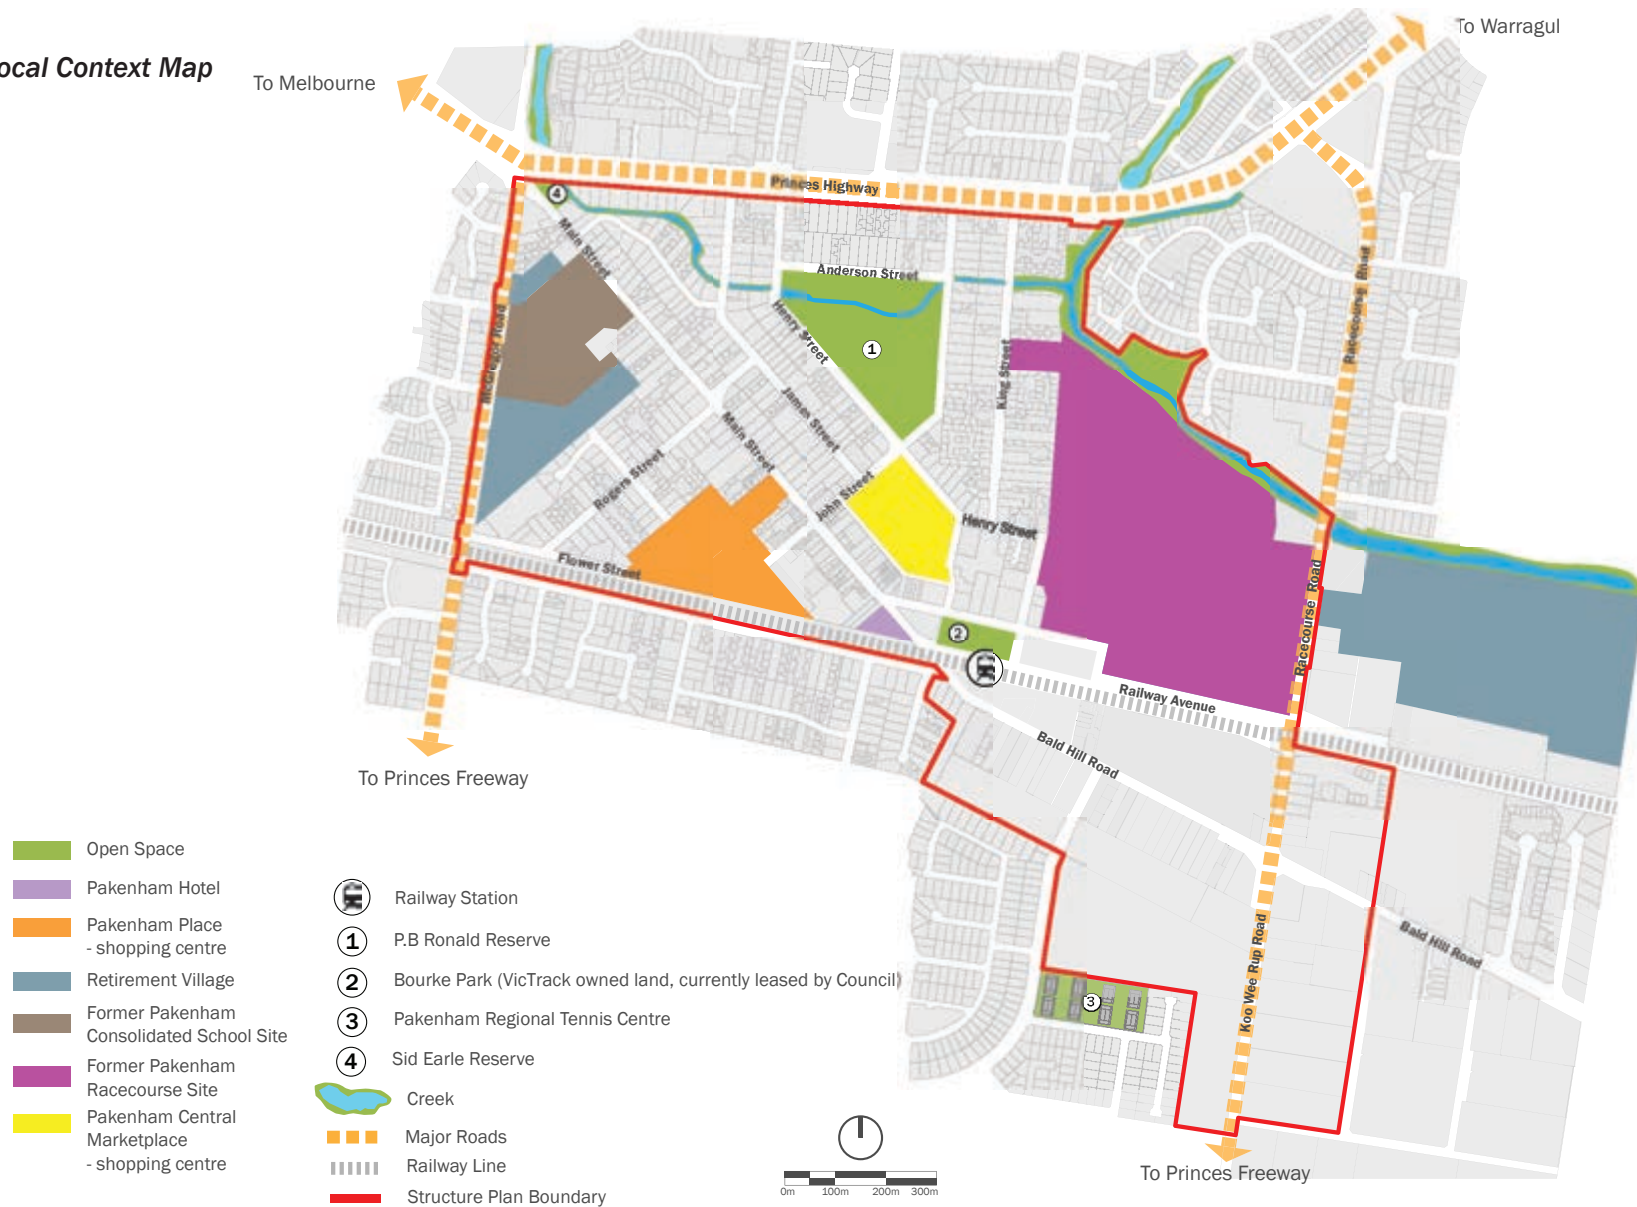 ocal Context Map
To Melbourne
To Warragul
Princes Highway
4
Main Street
Anderson Street
Henry Street
1
McGregor Road
King Street
Racecourse Road
James Street
Main Street
Rogers Street
John Street
Henry Street
Flower Street
2
Racecourse Road
Railway Avenue
Bald Hill Road
To Princes Freeway
Koo Wee Rup Road
Bald Hill Road
3
To Princes Freeway
Open Space
Pakenham Hotel
Pakenham Place
- shopping centre
Retirement Village
Former Pakenham
Consolidated School Site
Former Pakenham
Racecourse Site
Pakenham Central
Marketplace
- shopping centre
Railway Station
1 P.B Ronald Reserve
2 Bourke Park (VicTrack owned land, currently leased by Council)
3 Pakenham Regional Tennis Centre
4 Sid Earle Reserve
Creek
Major Roads
Railway Line
Structure Plan Boundary
0m 100m 200m 300m